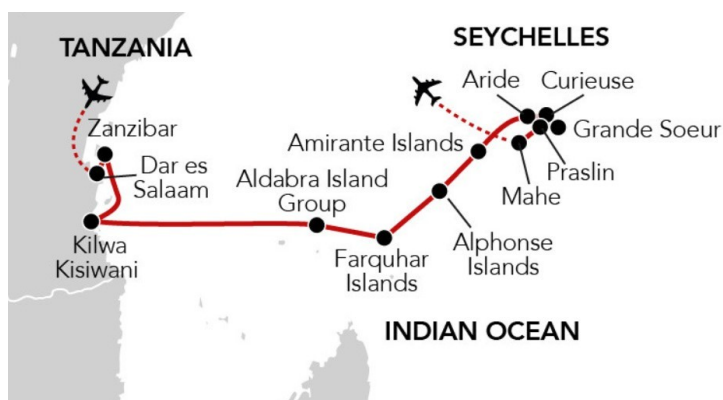 TANZANIA
SEYCHELLES
Aride
Curieuse
Zanzibar
Grande Soeur
Amirante Islands
Praslin
Dar es
Salaam
Mahe
Aldabra Island
Group
Kilwa
Kisiwani
Alphonse
Islands
Farquhar
Islands
INDIAN OCEAN